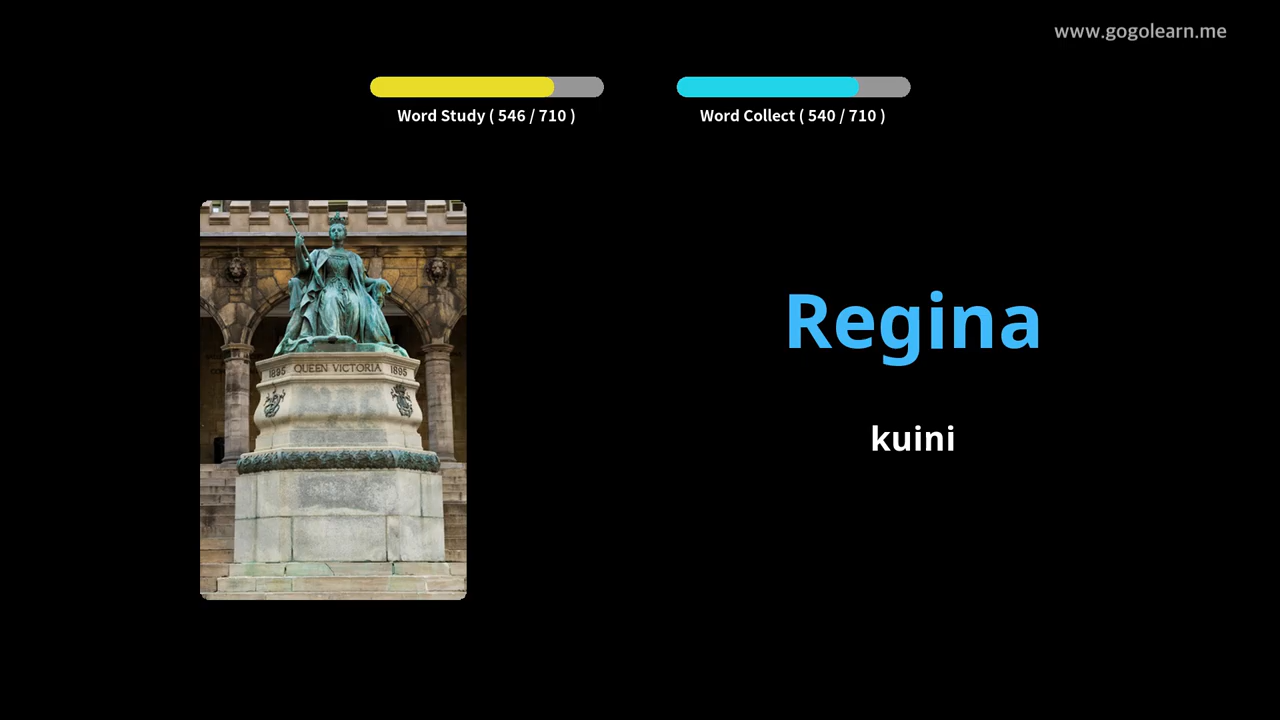 www.gogolearn.me
Word Study ( 546 / 710 )
Word Collect ( 540 / 710 )
1895 QUEEN VICTORIA 1895
Regina
kuini